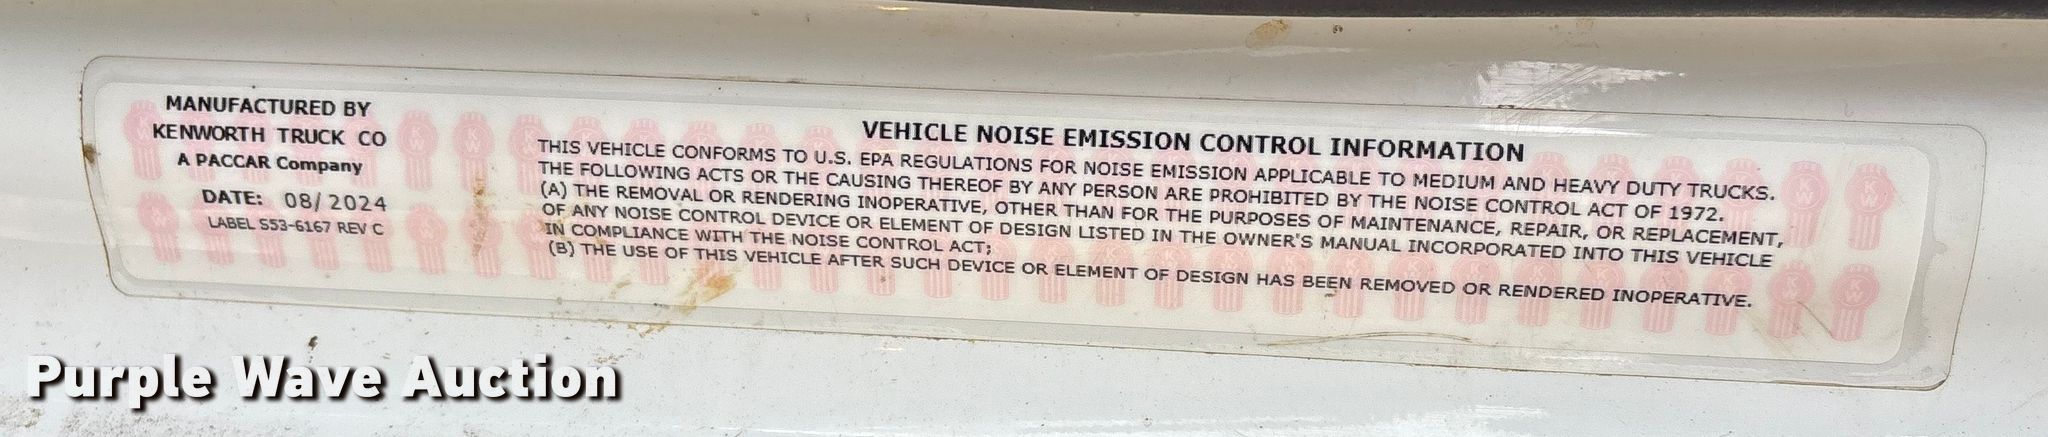 MANUFACTURED BY
KENWORTH TRUCK CO
A PACCAR Company
DATE: 08/2024
LABEL S53-6167 REV C
VEHICLE NOISE EMISSION CONTROL INFORMATION
THIS VEHICLE CONFORMS TO U.S. EPA REGULATIONS FOR NOISE EMISSION APPLICABLE TO MEDIUM AND HEAVY DUTY TRUCKS.
THE FOLLOWING ACTS OR THE CAUSING THEREOF BY ANY PERSON ARE PROHIBITED BY THE NOISE CONTROL ACT OF 1972.
(A) THE REMOVAL OR RENDERING INOPERATIVE, OTHER THAN FOR THE PURPOSES OF MAINTENANCE, REPAIR, OR REPLACEMENT,
OF ANY NOISE CONTROL DEVICE OR ELEMENT OF DESIGN LISTED IN THE OWNER'S MANUAL INCORPORATED INTO THIS VEHICLE
IN COMPLIANCE WITH THE NOISE CONTROL ACT;
(B) THE USE OF THIS VEHICLE AFTER SUCH DEVICE OR ELEMENT OF DESIGN HAS BEEN REMOVED OR RENDERED INOPERATIVE.
Purple Wave Auction